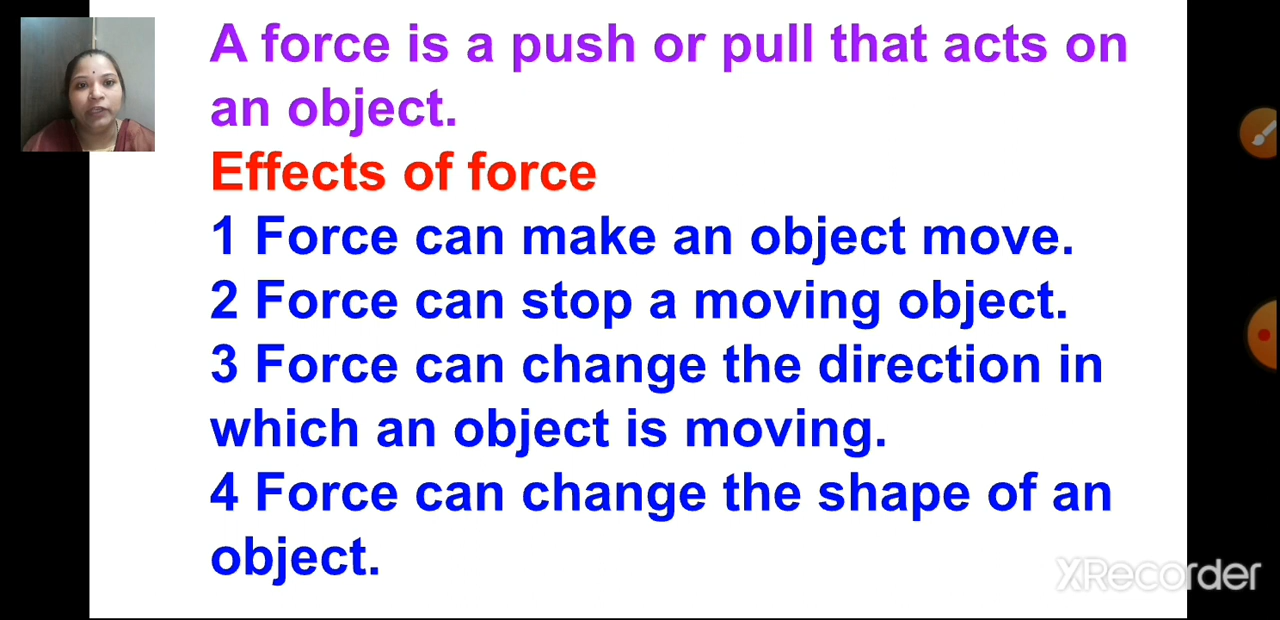 A force is a push or pull that acts on
an object.
Effects of force
1 Force can make an object move.
2 Force can stop a moving object.
3 Force can change the direction in
which an object is moving.
4 Force can change the shape of an
object.
XRecorder